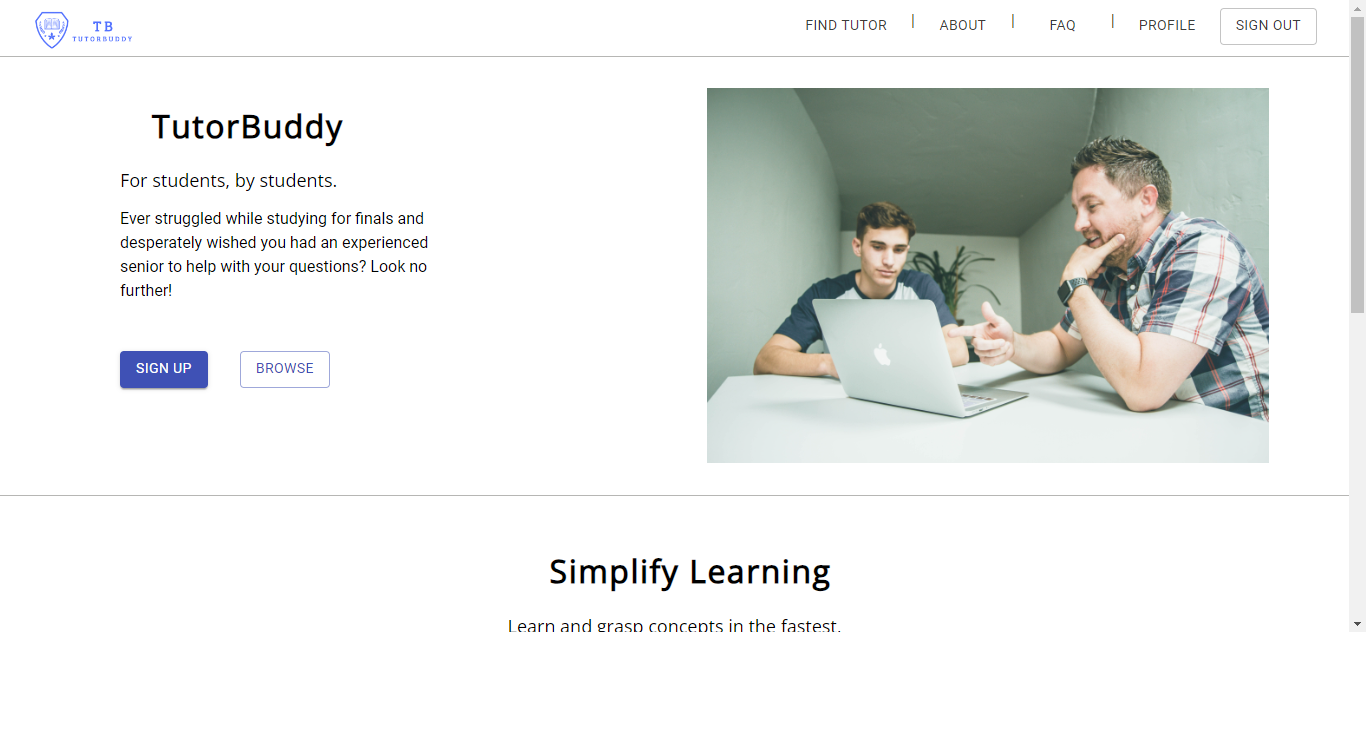 TB
TUTORBUDDY
FIND TUTOR | ABOUT | FAQ | PROFILE SIGN OUT
TutorBuddy
For students, by students.
Ever struggled while studying for finals and
desperately wished you had an experienced
senior to help with your questions? Look no
further!
SIGN UP BROWSE
Simplify Learning
Learn and grasp concepts in the fastest,